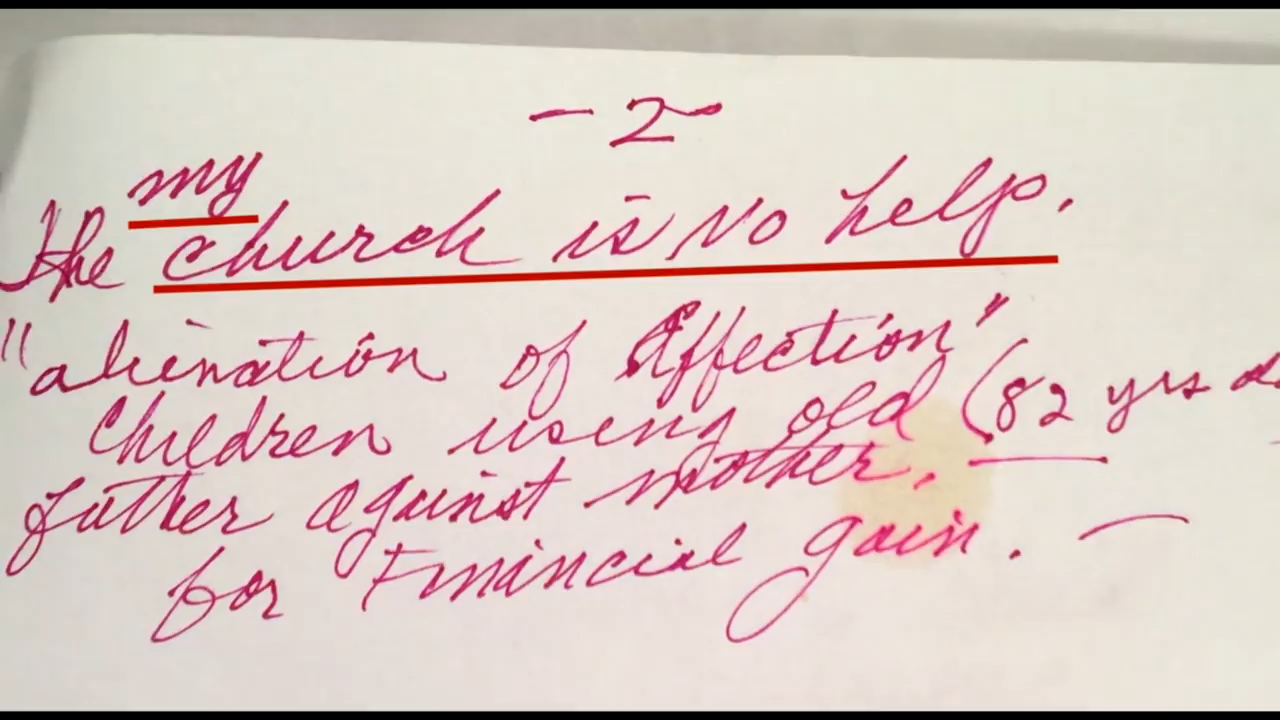 - 2 -
my
The church is No help.
"alienation of Affection"
Children using old (82 yrs
father against mother. —
for Financial gain. —